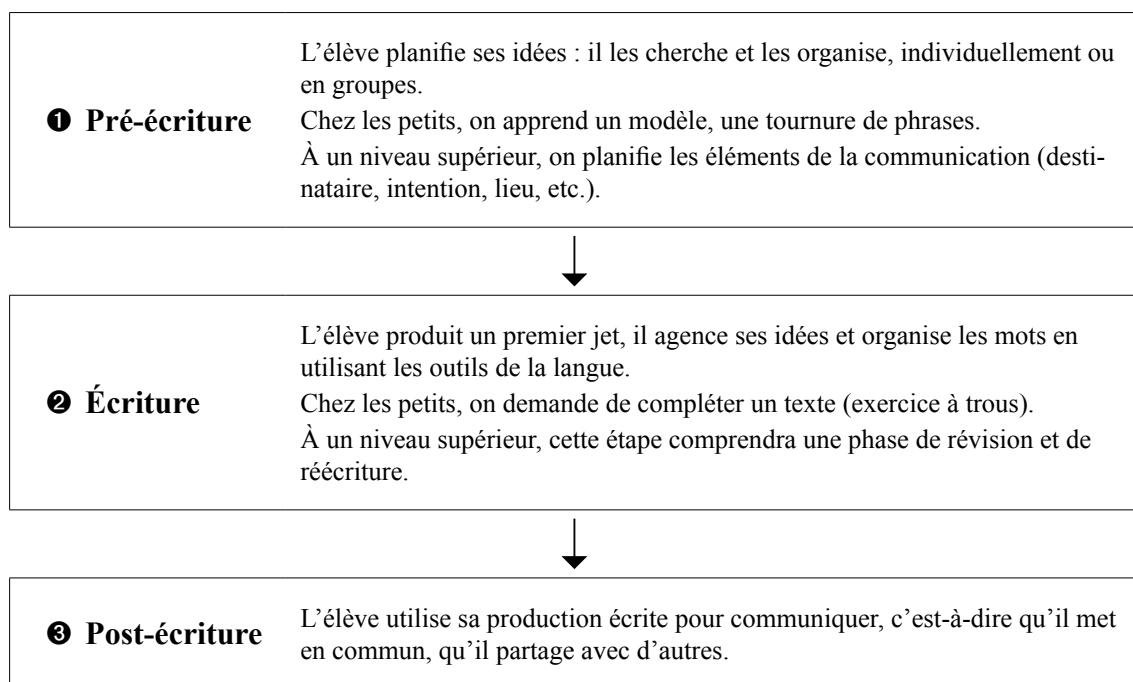 ❶ Pré-écriture
L’élève planifie ses idées : il les cherche et les organise, individuellement ou
en groupes.
Chez les petits, on apprend un modèle, une tournure de phrases.
À un niveau supérieur, on planifie les éléments de la communication (desti-
nataire, intention, lieu, etc.).
❷ Écriture
L’élève produit un premier jet, il agence ses idées et organise les mots en
utilisant les outils de la langue.
Chez les petits, on demande de compléter un texte (exercice à trous).
À un niveau supérieur, cette étape comprendra une phase de révision et de
réécriture.
❸ Post-écriture
L’élève utilise sa production écrite pour communiquer, c’est-à-dire qu’il met
en commun, qu’il partage avec d’autres.